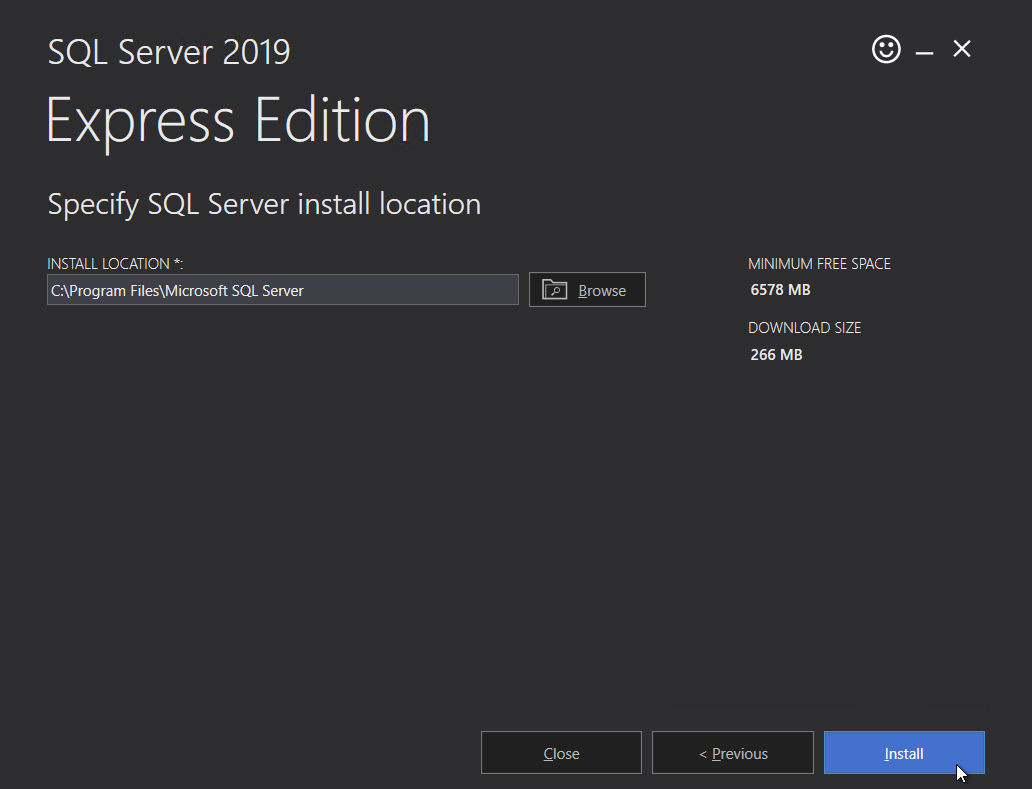 SQL Server 2019
Express Edition
Specify SQL Server install location
INSTALL LOCATION *:
C:\Program Files\Microsoft SQL Server
Browse
MINIMUM FREE SPACE
6578 MB
DOWNLOAD SIZE
266 MB
Close
< Previous
Install